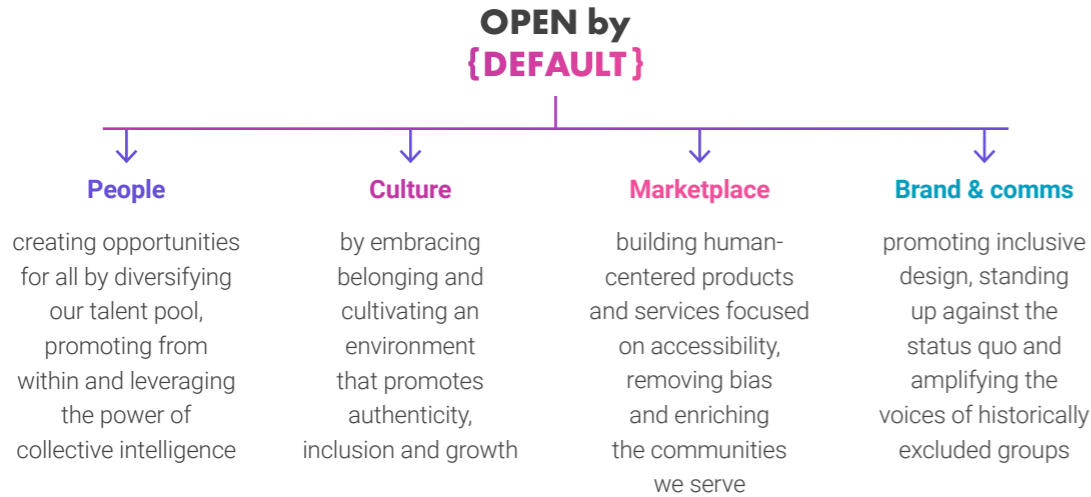 OPEN by
{DEFAULT}
People
creating opportunities
for all by diversifying
our talent pool,
promoting from
within and leveraging
the power of
collective intelligence
Culture
by embracing
belonging and
cultivating an
environment
that promotes
authenticity,
inclusion and growth
Marketplace
building human-
centered products
and services focused
on accessibility,
removing bias
and enriching
the communities
we serve
Brand & comms
promoting inclusive
design, standing
up against the
status quo and
amplifying the
voices of historically
excluded groups